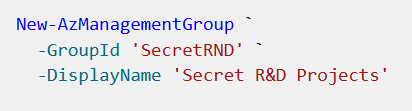 New-AzManagementGroup `
  -GroupId 'SecretRND' `
  -DisplayName 'Secret R&D Projects'